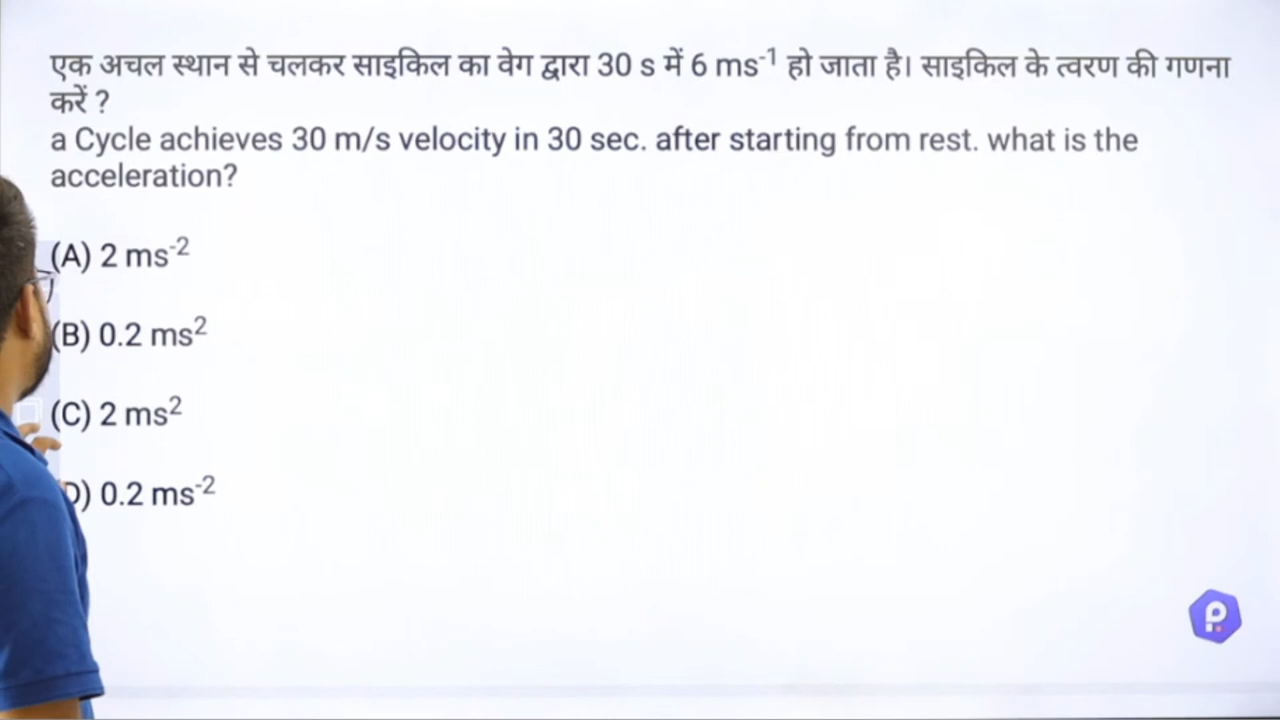 एक अचल स्थान से चलकर साइकिल का वेग द्वारा 30 s में 6 ms⁻¹ हो जाता है। साइकिल के त्वरण की गणना
करें ?
a Cycle achieves 30 m/s velocity in 30 sec. after starting from rest. what is the
acceleration?
(A) 2 ms⁻²
(B) 0.2 ms²
(C) 2 ms²
D) 0.2 ms⁻²